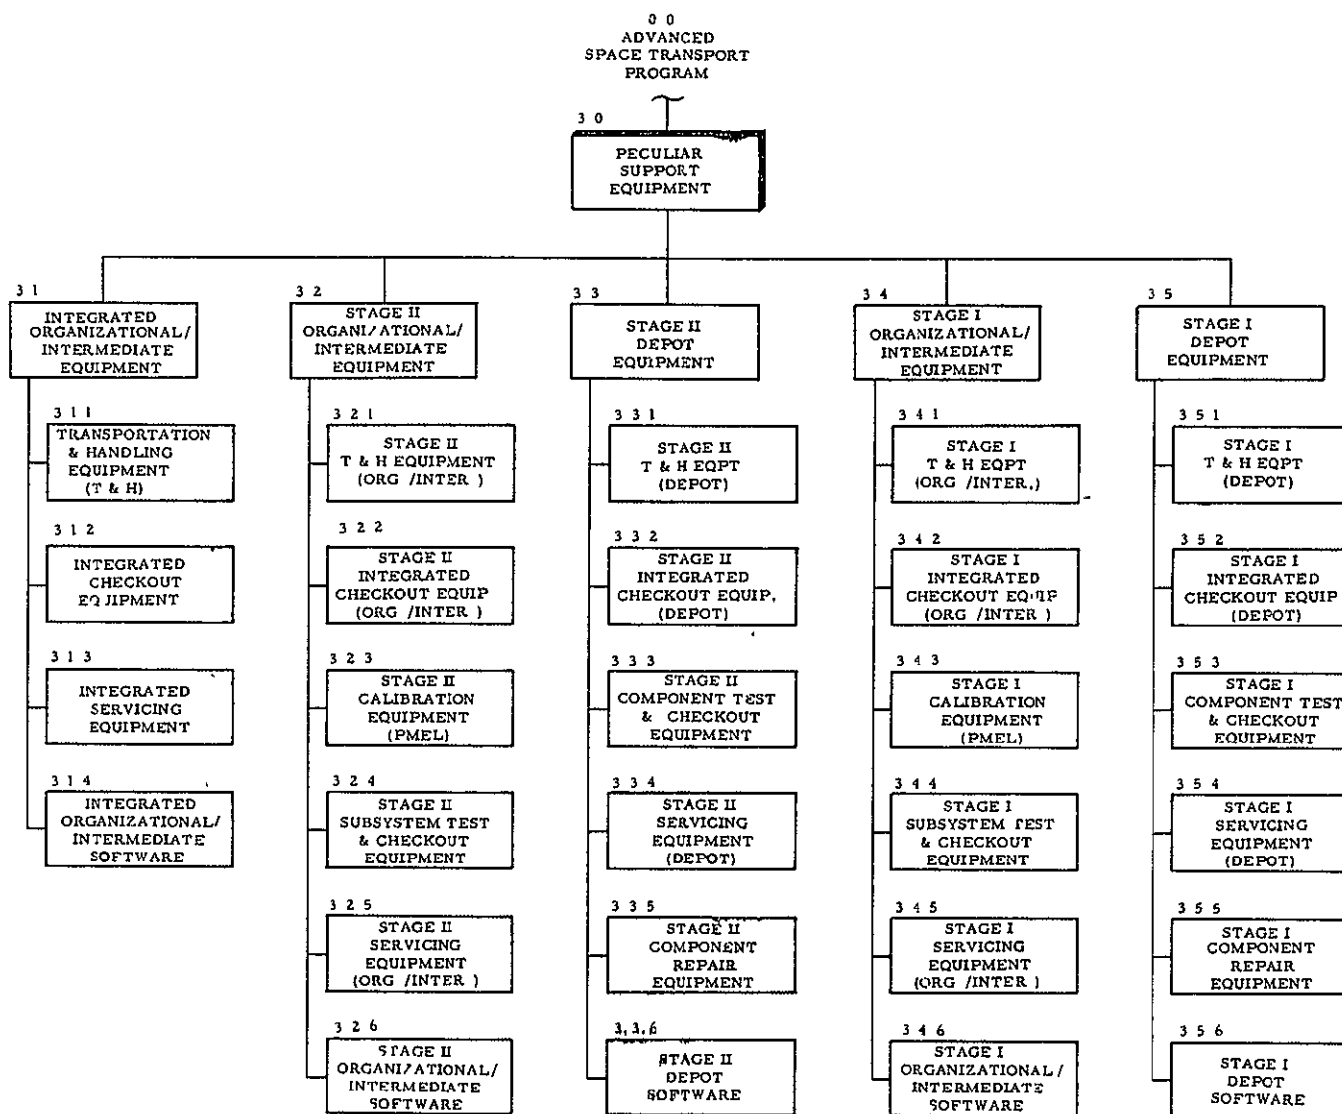 0 0
ADVANCED
SPACE TRANSPORT
PROGRAM
3 0
PECULIAR
SUPPORT
EQUIPMENT
3 1
INTEGRATED
ORGANIZATIONAL/
INTERMEDIATE
EQUIPMENT
3 1 1
TRANSPORTATION
& HANDLING
EQUIPMENT
(T & H)
3 1 2
INTEGRATED
CHECKOUT
EQUIPMENT
3 1 3
INTEGRATED
SERVICING
EQUIPMENT
3 1 4
INTEGRATED
ORGANIZATIONAL/
INTERMEDIATE
SOFTWARE
3 2
STAGE II
ORGANIZATIONAL/
INTERMEDIATE
EQUIPMENT
3 2 1
STAGE II
T & H EQUIPMENT
(ORG /INTER )
3 2 2
STAGE II
INTEGRATED
CHECKOUT EQUIP
(ORG /INTER )
3 2 3
STAGE II
CALIBRATION
EQUIPMENT
(PMEL)
3 2 4
STAGE II
SUBSYSTEM TEST
& CHECKOUT
EQUIPMENT
3 2 5
STAGE II
SERVICING
EQUIPMENT
(ORG /INTER )
3 2 6
STAGE II
ORGANIZATIONAL/
INTERMEDIATE
SOFTWARE
3 3
STAGE II
DEPOT
EQUIPMENT
3 3 1
STAGE II
T & H EQPT
(DEPOT)
3 3 2
STAGE II
INTEGRATED
CHECKOUT EQUIP.
(DEPOT)
3 3 3
STAGE II
COMPONENT TEST
& CHECKOUT
EQUIPMENT
3 3 4
STAGE II
SERVICING
EQUIPMENT
(DEPOT)
3 3 5
STAGE II
COMPONENT
REPAIR
EQUIPMENT
3.3.6
STAGE II
DEPOT
SOFTWARE
3 4
STAGE I
ORGANIZATIONAL/
INTERMEDIATE
EQUIPMENT
3 4 1
STAGE I
T & H EQPT
(ORG /INTER.)
3 4 2
STAGE I
INTEGRATED
CHECKOUT EQUIP
(ORG /INTER )
3 4 3
STAGE I
CALIBRATION
EQUIPMENT
(PMEL)
3 4 4
STAGE I
SUBSYSTEM TEST
& CHECKOUT
EQUIPMENT
3 4 5
STAGE I
SERVICING
EQUIPMENT
(ORG /INTER )
3 4 6
STAGE I
ORGANIZATIONAL/
INTERMEDIATE
SOFTWARE
3 5
STAGE I
DEPOT
EQUIPMENT
3 5 1
STAGE I
T & H EQPT
(DEPOT)
3 5 2
STAGE I
INTEGRATED
CHECKOUT EQUIP
(DEPOT)
3 5 3
STAGE I
COMPONENT TEST
& CHECKOUT
EQUIPMENT
3 5 4
STAGE I
SERVICING
EQUIPMENT
(DEPOT)
3 5 5
STAGE I
COMPONENT
REPAIR
EQUIPMENT
3 5 6
STAGE I
DEPOT
SOFTWARE